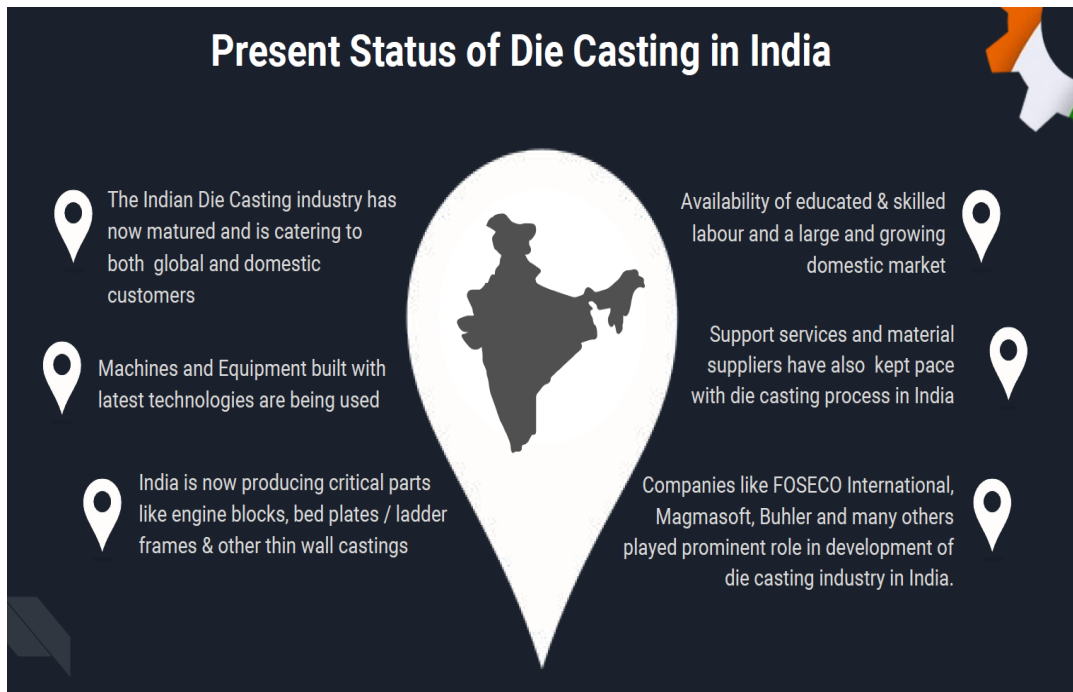 Present Status of Die Casting in India
The Indian Die Casting industry has
now matured and is catering to
both  global and domestic
customers
Machines and Equipment built with
latest technologies are being used
India is now producing critical parts
like engine blocks, bed plates / ladder
frames & other thin wall castings
Availability of educated & skilled
labour and a large and growing
domestic market
Support services and material
suppliers have also  kept pace
with die casting process in India
Companies like FOSECO International,
Magmasoft, Buhler and many others
played prominent role in development of
die casting industry in India.